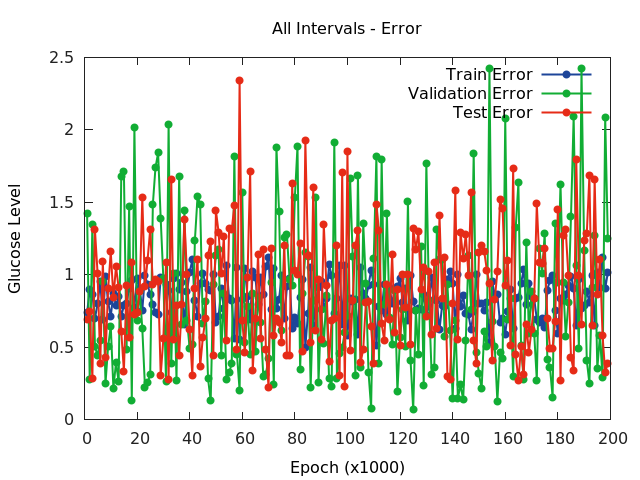 All Intervals - Error
Train Error
Validation Error
Test Error
2.5
2
1.5
1
0.5
0
Glucose Level
0 20 40 60 80 100 120 140 160 180 200
Epoch (x1000)